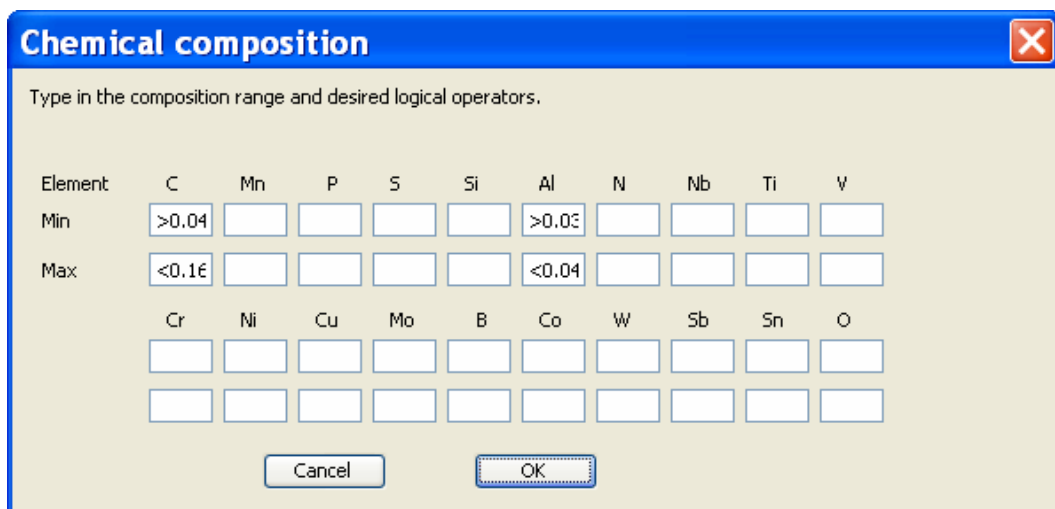 Chemical composition
Type in the composition range and desired logical operators.
Element C Mn P S Si Al N Nb Ti V
Min >0.04 >0.03
Max <0.16 <0.04
Cr Ni Cu Mo B Co W Sb Sn O
Cancel OK